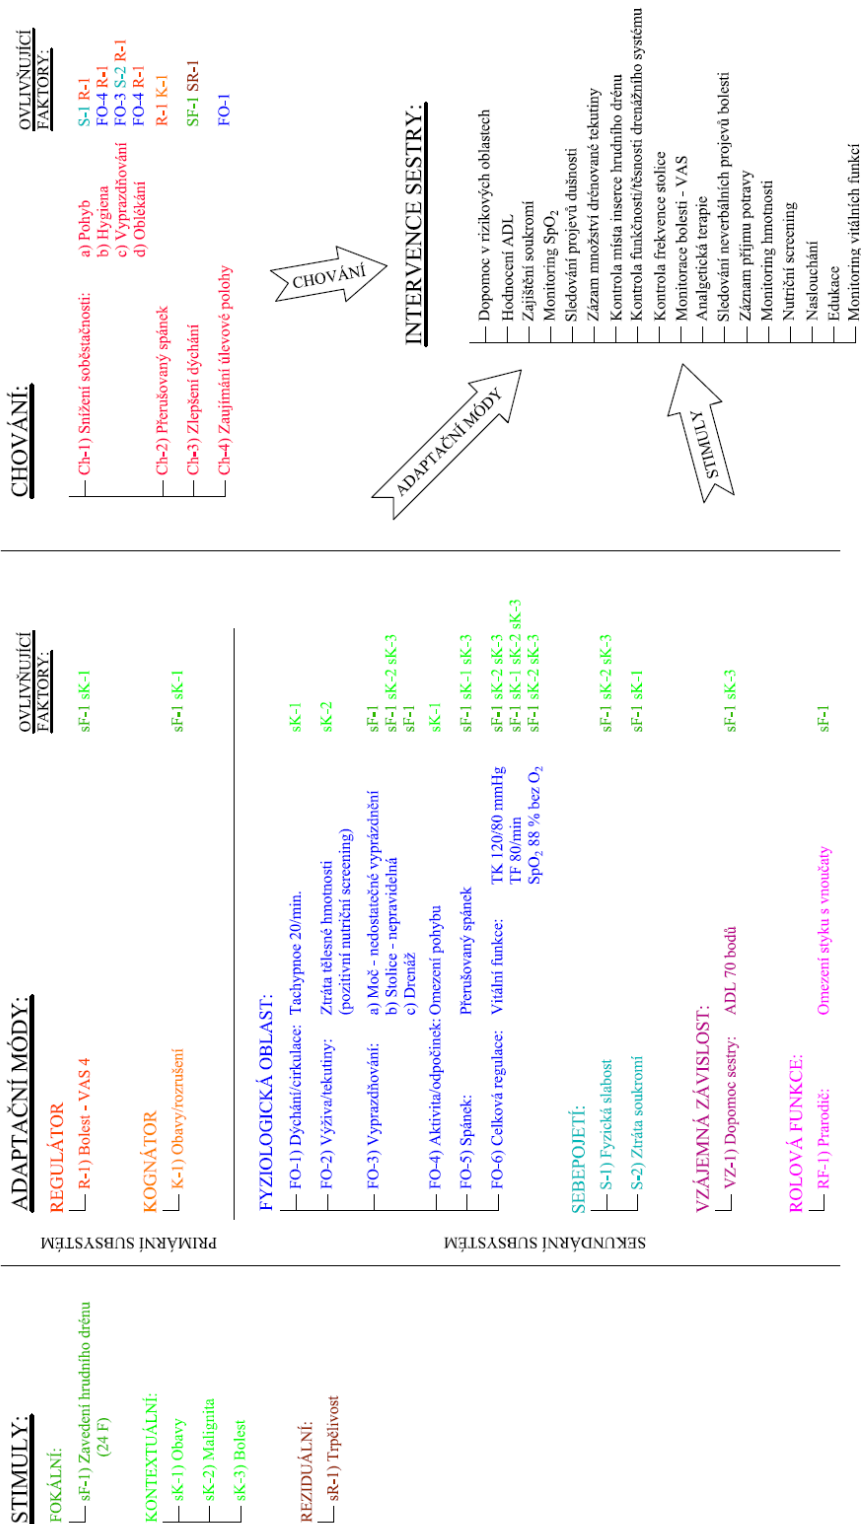 STIMULY:
FOKÁLNÍ:
sF-1) Zavedení hrudního drénu
(24 F)
KONTEXTUÁLNÍ:
sK-1) Obavy
sK-2) Malignita
sK-3) Bolest
REZIDUÁLNÍ:
sR-1) Trpělivost
ADAPTAČNÍ MÓDY:
OVLIVŇUJÍCÍ
FAKTORY:
PRIMÁRNÍ SUBSYSTÉM
REGULÁTOR
R-1) Bolest - VAS 4 sF-1 sK-1
KOGNÁTOR
K-1) Obavy/rozrušení sF-1 sK-1
SEKUNDÁRNÍ SUBSYSTÉM
FYZIOLOGICKÁ OBLAST:
FO-1) Dýchání/cirkulace: Tachypnoe 20/min. sK-1
FO-2) Výživa/tekutiny: Ztráta tělesné hmotnosti sK-2
(pozitivní nutriční screening)
FO-3) Vyprazdňování: a) Moč - nedostatečné vyprázdnění sF-1
b) Stolice - nepravidelná sF-1 sK-2 sK-3
c) Drenáž sF-1
FO-4) Aktivita/odpočinek: Omezení pohybu sK-1
FO-5) Spánek: Přerušovaný spánek sF-1 sK-1 sK-3
FO-6) Celková regulace: Vitální funkce: TK 120/80 mmHg sF-1 sK-2 sK-3
TF 80/min sF-1 sK-1 sK-2 sK-3
SpO₂ 88 % bez O₂ sF-1 sK-2 sK-3
SEBEPOJETÍ:
S-1) Fyzická slabost sF-1 sK-2 sK-3
S-2) Ztráta soukromí sF-1 sK-1
VZÁJEMNÁ ZÁVISLOST:
VZ-1) Dopomoc sestry: ADL 70 bodů sF-1 sK-3
ROLOVÁ FUNKCE:
RF-1) Prarodič: Omezení styku s vnoučaty sF-1
CHOVÁNÍ:
OVLIVŇUJÍCÍ
FAKTORY:
Ch-1) Snížení soběstačnosti: a) Pohyb S-1 R-1
b) Hygiena FO-4 R-1
c) Vyprazdňování FO-3 S-2 R-1
d) Oblékání FO-4 R-1
Ch-2) Přerušovaný spánek R-1 K-1
Ch-3) Zlepšení dýchání SF-1 SR-1
Ch-4) Zaujímání úlevové polohy FO-1
CHOVÁNÍ
ADAPTAČNÍ MÓDY
STIMULY
INTERVENCE SESTRY:
Dopomoc v rizikových oblastech
Hodnocení ADL
Zajištění soukromí
Monitoring SpO₂
Sledování projevů dušnosti
Zázam množství drénované tekutiny
Kontrola místa inserce hrudního drénu
Kontrola funkčnosti/těsnosti drenážního systému
Kontrola frekvence stolice
Monitorace bolesti - VAS
Analgetická terapie
Sledování neverbálních projevů bolesti
Záznam příjmu potravy
Monitoring hmotnosti
Nutriční screening
Naslouchání
Edukace
Monitoring vitálních funkcí